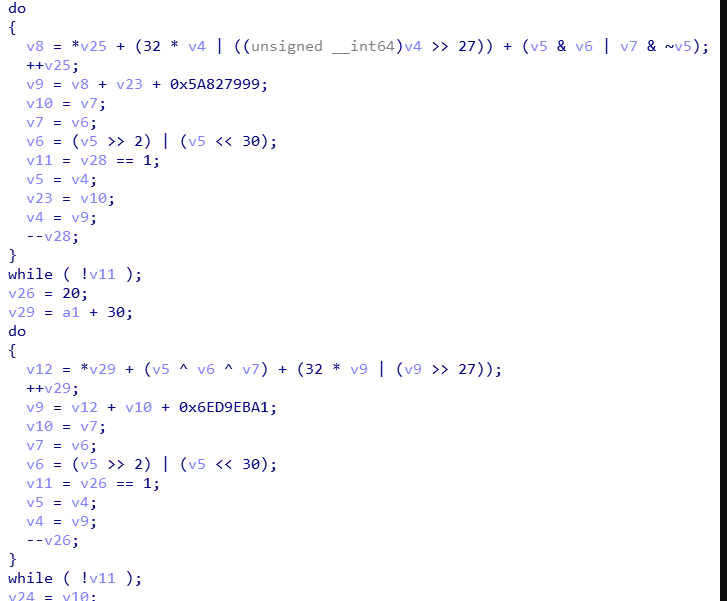 do
{
v8 = *v25 + (32 * v4 | ((unsigned __int64)v4 >> 27)) + (v5 & v6 | v7 & ~v5);
++v25;
v9 = v8 + v23 + 0x5A827999;
v10 = v7;
v7 = v6;
v6 = (v5 >> 2) | (v5 << 30);
v11 = v28 == 1;
v5 = v4;
v23 = v10;
v4 = v9;
--v28;
}
while ( !v11 );
v26 = 20;
v29 = a1 + 30;
do
{
v12 = *v29 + (v5 ^ v6 ^ v7) + (32 * v9 | (v9 >> 27));
++v29;
v9 = v12 + v10 + 0x6ED9EBA1;
v10 = v7;
v7 = v6;
v6 = (v5 >> 2) | (v5 << 30);
v11 = v26 == 1;
v5 = v4;
v4 = v9;
--v26;
}
while ( !v11 );
v24 = v10;